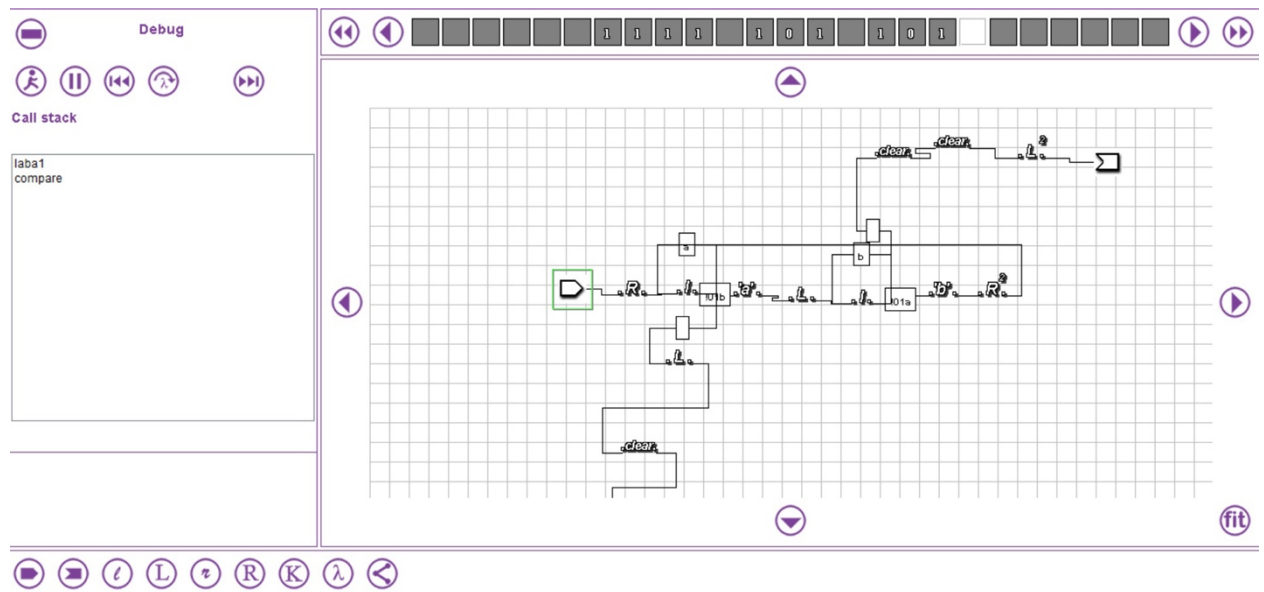 Debug
1 1 1 1 1 0 1 1 0 1
λ
Call stack
laba1
compare
.clear.
.clear.
.L.
2
a
b
.R.
.l.
!01b
.'a'.
.L.
.l.
!01a
.'b'.
.R.
2
.L.
.clear.
fit
l L r R K λ